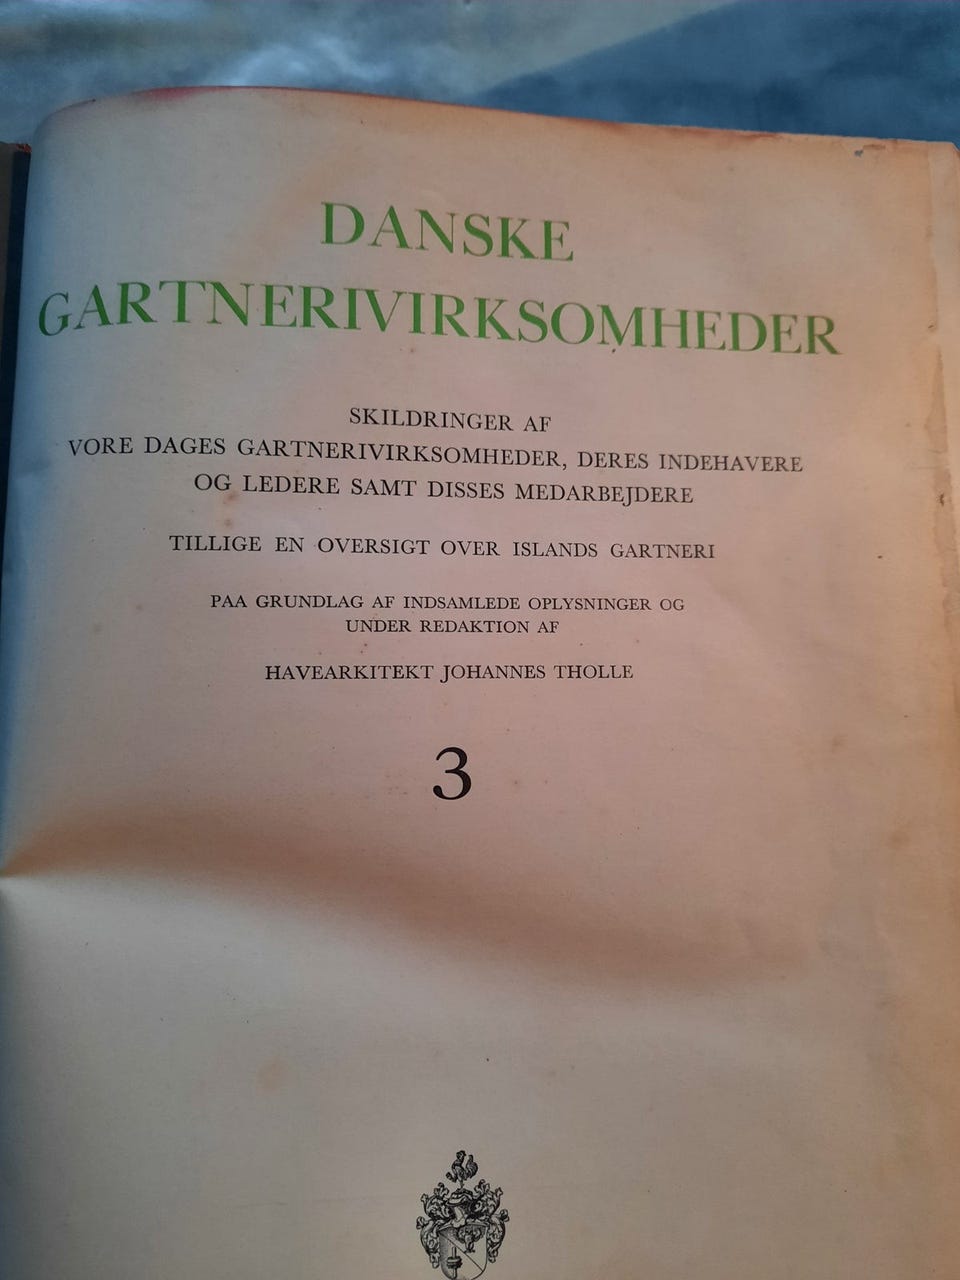 DANSKE
GARTNERIVIRKSOMHEDER
SKILDRINGER AF
VORE DAGES GARTNERIVIRKSOMHEDER, DERES INDEHAVERE
OG LEDERE SAMT DISSES MEDARBEJDERE
TILLIGE EN OVERSIGT OVER ISLANDS GARTNERI
PAA GRUNDLAG AF INDSAMLEDE OPLYSNINGER OG
UNDER REDAKTION AF
HAVEARKITEKT JOHANNES THOLLE
3